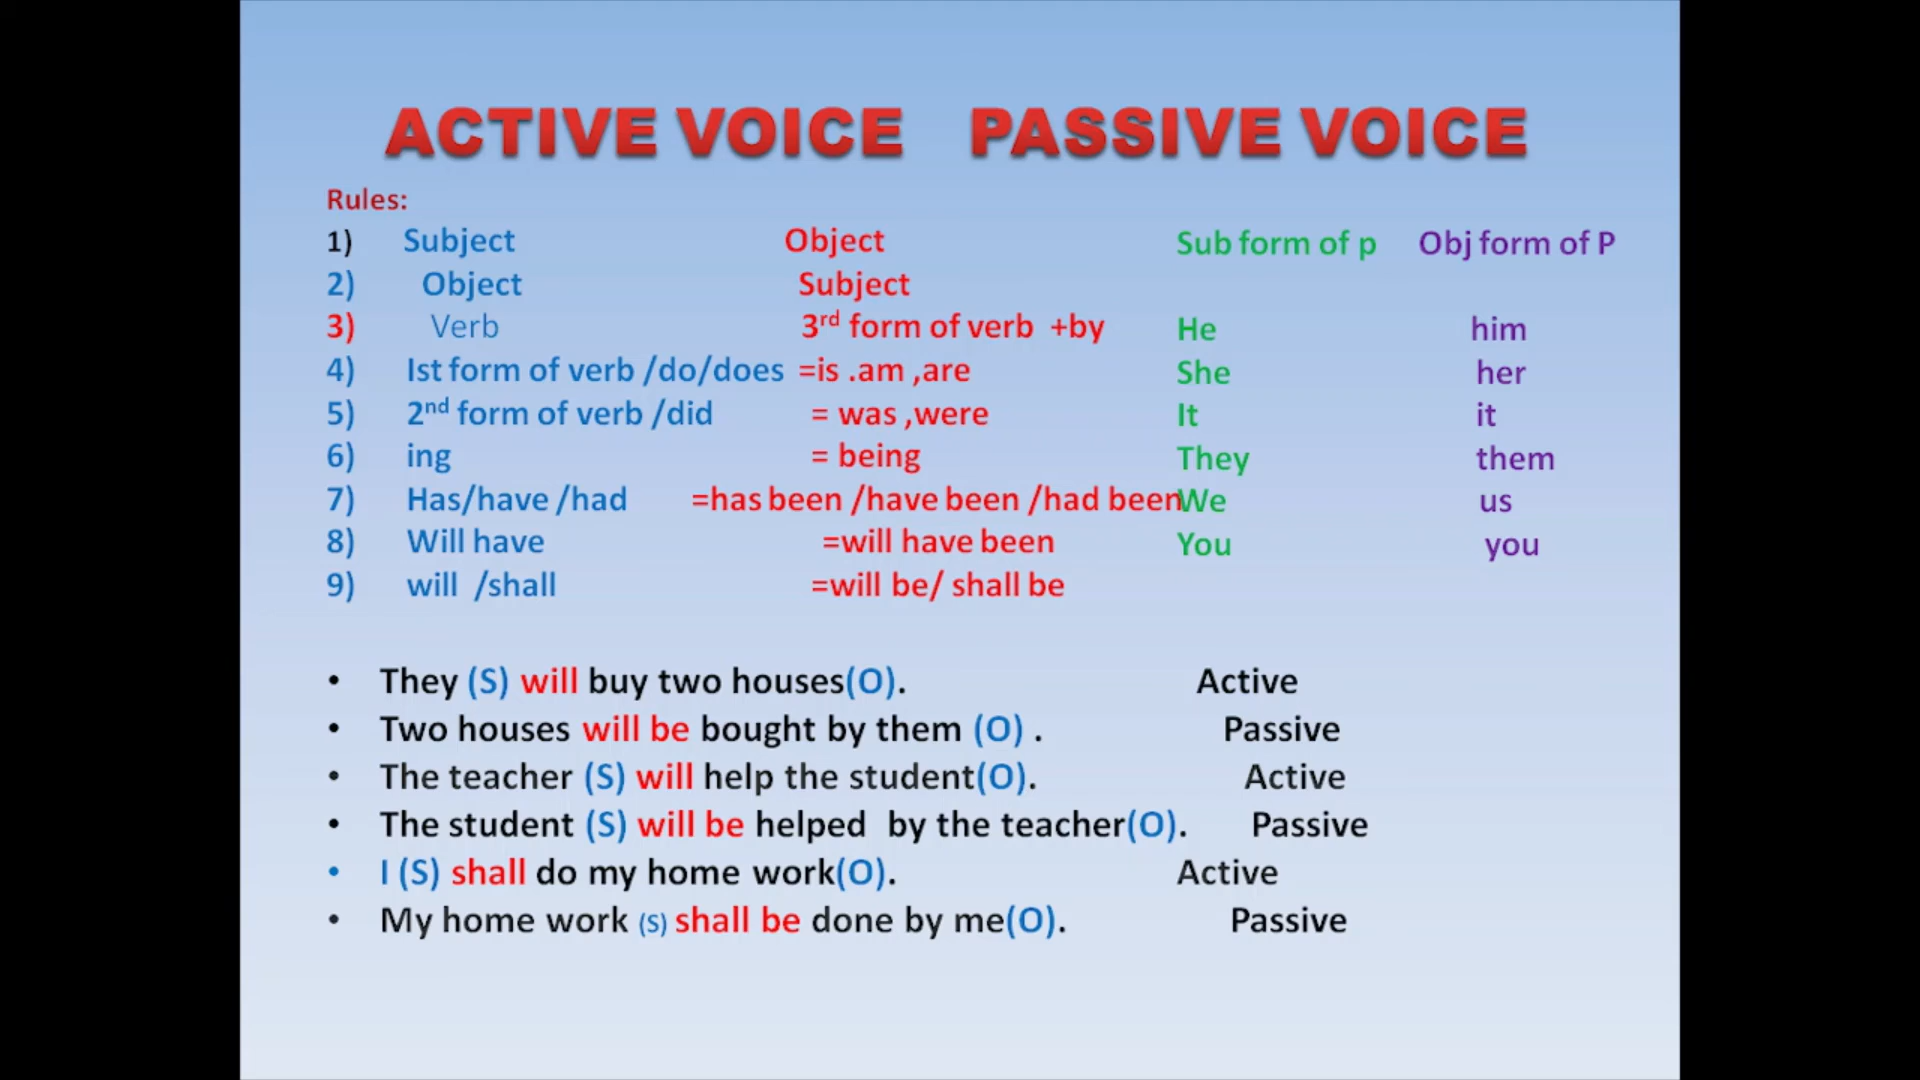 ACTIVE VOICE PASSIVE VOICE
Rules:
1) Subject Object Sub form of p Obj form of P
2) Object Subject
3) Verb 3rd form of verb +by He him
4) Ist form of verb /do/does =is .am ,are She her
5) 2nd form of verb /did = was ,were It it
6) ing = being They them
7) Has/have /had =has been /have been /had been We us
8) Will have =will have been You you
9) will /shall =will be/ shall be
• They (S) will buy two houses(O). Active
• Two houses will be bought by them (O) . Passive
• The teacher (S) will help the student(O). Active
• The student (S) will be helped by the teacher(O). Passive
• I (S) shall do my home work(O). Active
• My home work (S) shall be done by me(O). Passive